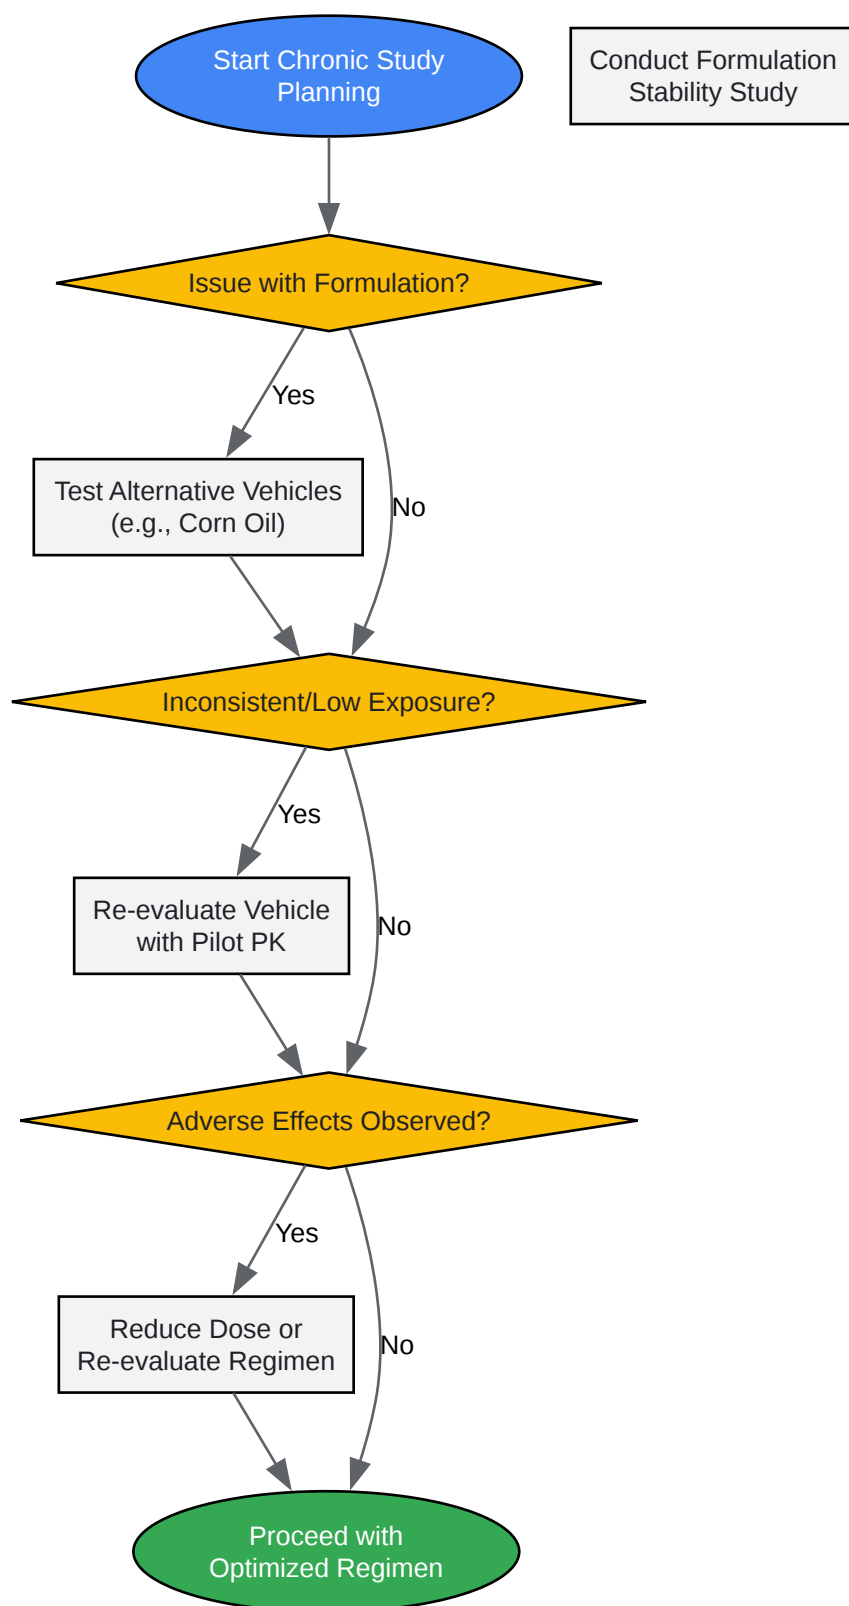 Start Chronic Study
Planning
Conduct Formulation
Stability Study
Issue with Formulation?
Yes
Test Alternative Vehicles
(e.g., Corn Oil)
No
Inconsistent/Low Exposure?
Yes
Re-evaluate Vehicle
with Pilot PK
No
Adverse Effects Observed?
Yes
Reduce Dose or
Re-evaluate Regimen
No
Proceed with
Optimized Regimen